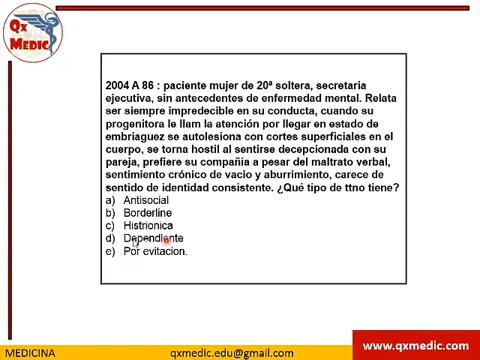 Qx
MEDIC
2004 A 86 : paciente mujer de 20ª soltera, secretaria
ejecutiva, sin antecedentes de enfermedad mental. Relata
ser siempre impredecible en su conducta, cuando su
progenitora le llam la atención por llegar en estado de
embriaguez se autolesiona con cortes superficiales en el
cuerpo, se torna hostil al sentirse decepcionada con su
pareja, prefiere su compañía a pesar del maltrato verbal,
sentimiento crónico de vacio y aburrimiento, carece de
sentido de identidad consistente. ¿Qué tipo de ttno tiene?
a) Antisocial
b) Borderline
c) Histrionica
d) Dependiente
e) Por evitacion.
MEDICINA
qxmedic.edu@gmail.com
www.qxmedic.com